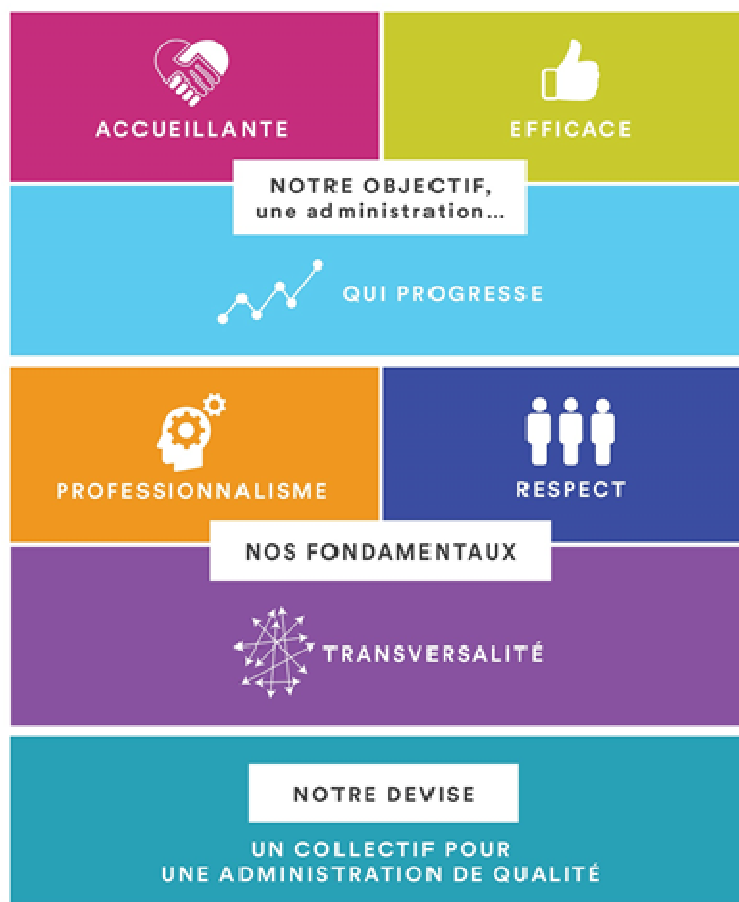 ACCUEILLANTE
EFFICACE
NOTRE OBJECTIF,
une administration...
QUI PROGRESSE
PROFESSIONNALISME
RESPECT
NOS FONDAMENTAUX
TRANSVERSALITÉ
NOTRE DEVISE
UN COLLECTIF POUR
UNE ADMINISTRATION DE QUALITÉ